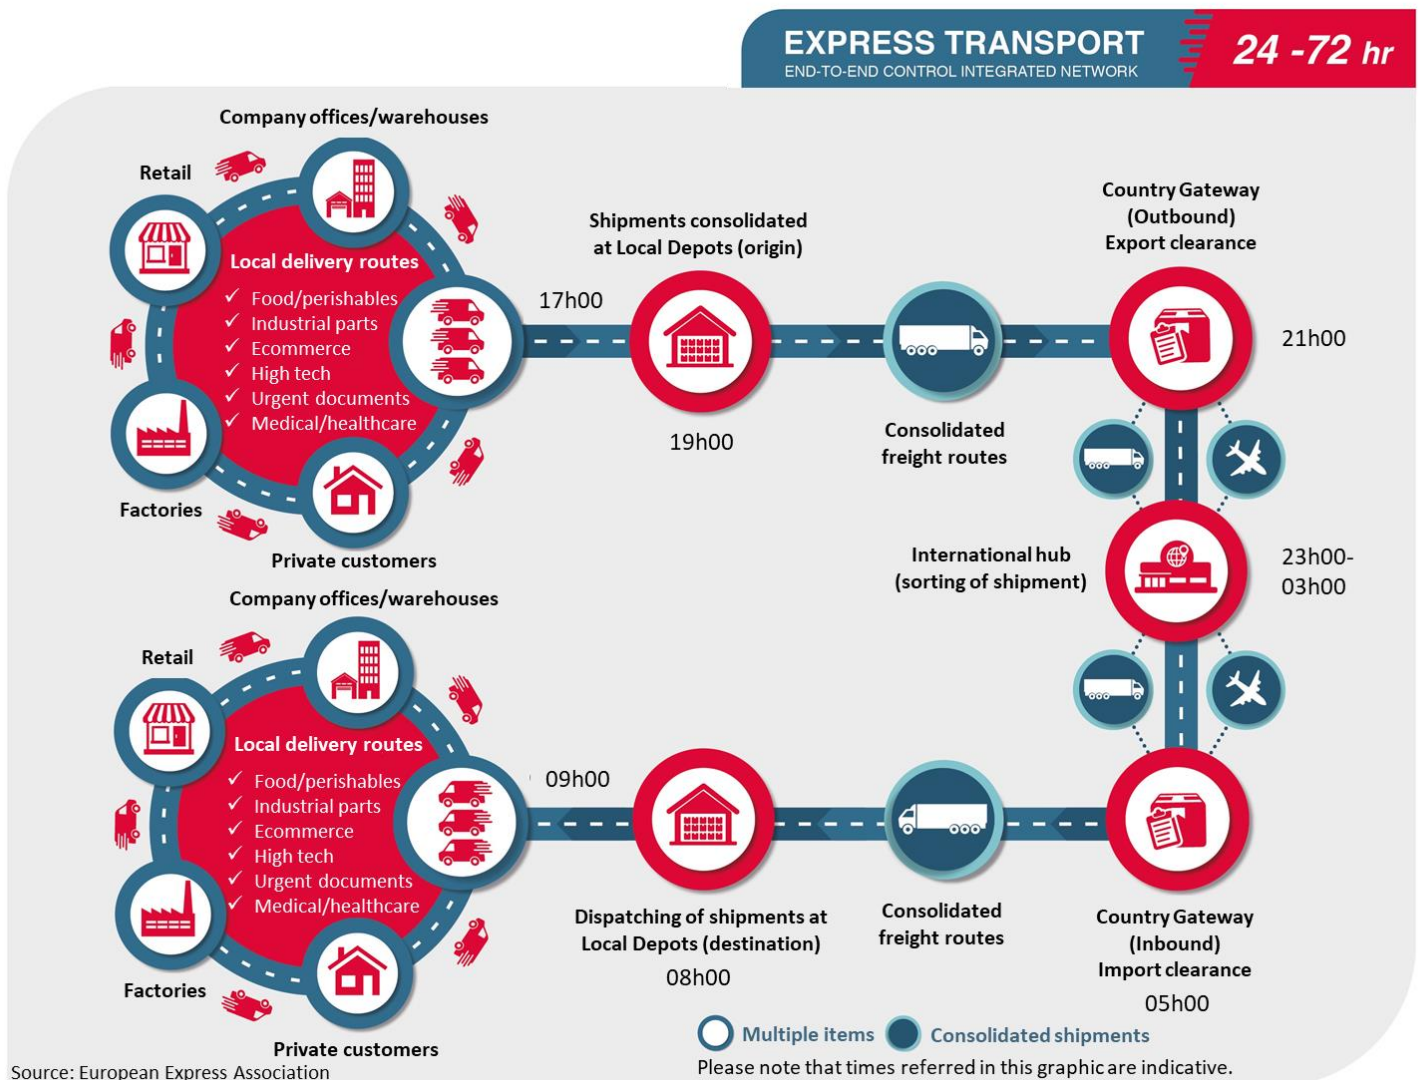 EXPRESS TRANSPORT
END-TO-END CONTROL INTEGRATED NETWORK
24 -72 hr
Company offices/warehouses
Retail
Local delivery routes
✓ Food/perishables
✓ Industrial parts
✓ Ecommerce
✓ High tech
✓ Urgent documents
✓ Medical/healthcare
Factories
Private customers
17h00
Shipments consolidated
at Local Depots (origin)
19h00
Consolidated
freight routes
Country Gateway
(Outbound)
Export clearance
21h00
International hub
(sorting of shipment)
23h00-
03h00
Company offices/warehouses
Retail
Local delivery routes
✓ Food/perishables
✓ Industrial parts
✓ Ecommerce
✓ High tech
✓ Urgent documents
✓ Medical/healthcare
Factories
Private customers
09h00
Dispatching of shipments at
Local Depots (destination)
08h00
Consolidated
freight routes
Country Gateway
(Inbound)
Import clearance
05h00
Multiple items
Consolidated shipments
Please note that times referred in this graphic are indicative.
Source: European Express Association